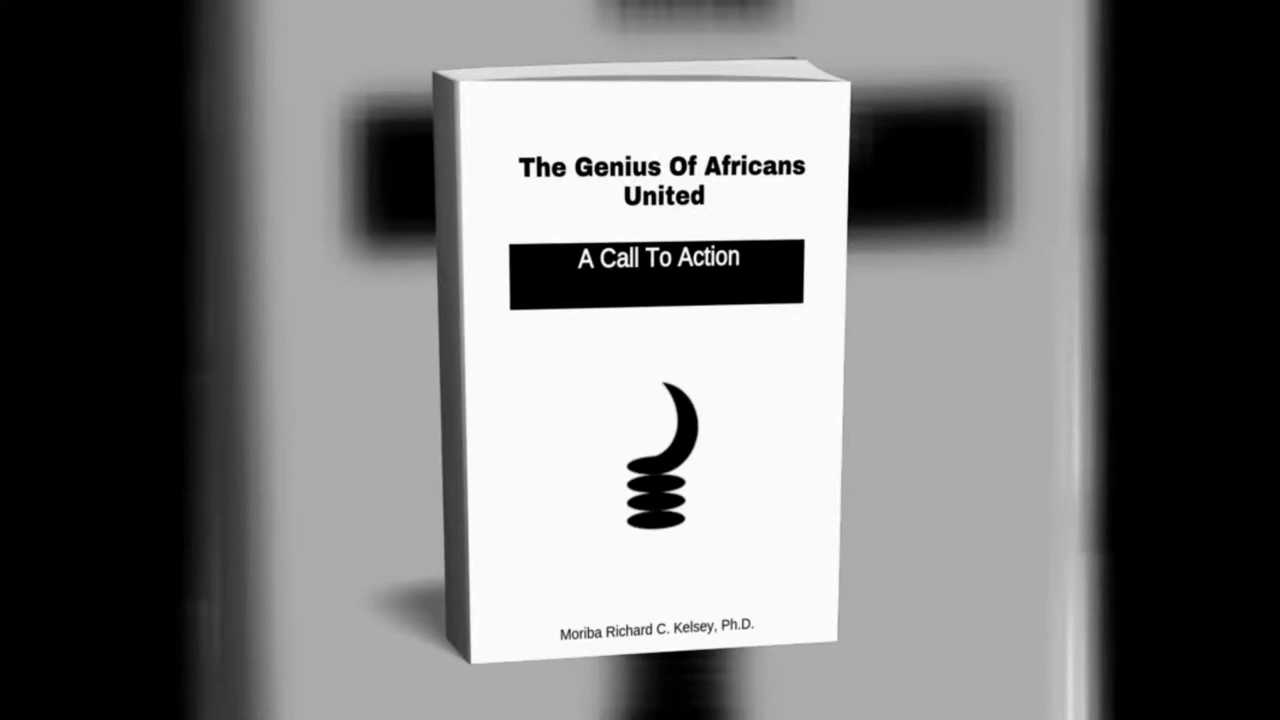 The Genius Of Africans
United
A Call To Action
Moriba Richard C. Kelsey, Ph.D.